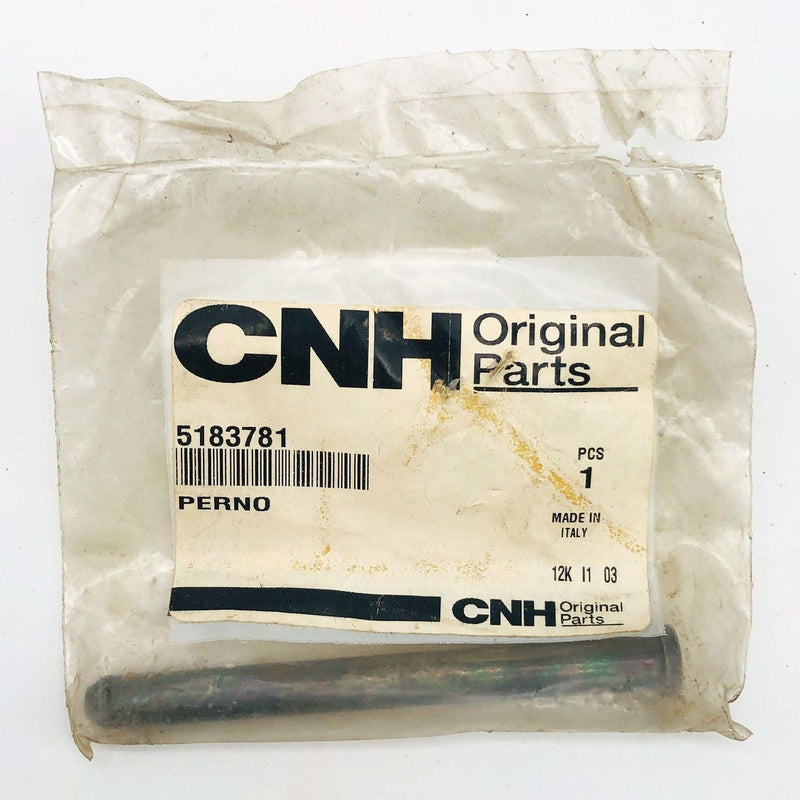 CNH Original
Parts
5183781
PERNO
PCS
1
MADE IN
ITALY
12K I1 03
CNH Original
Parts